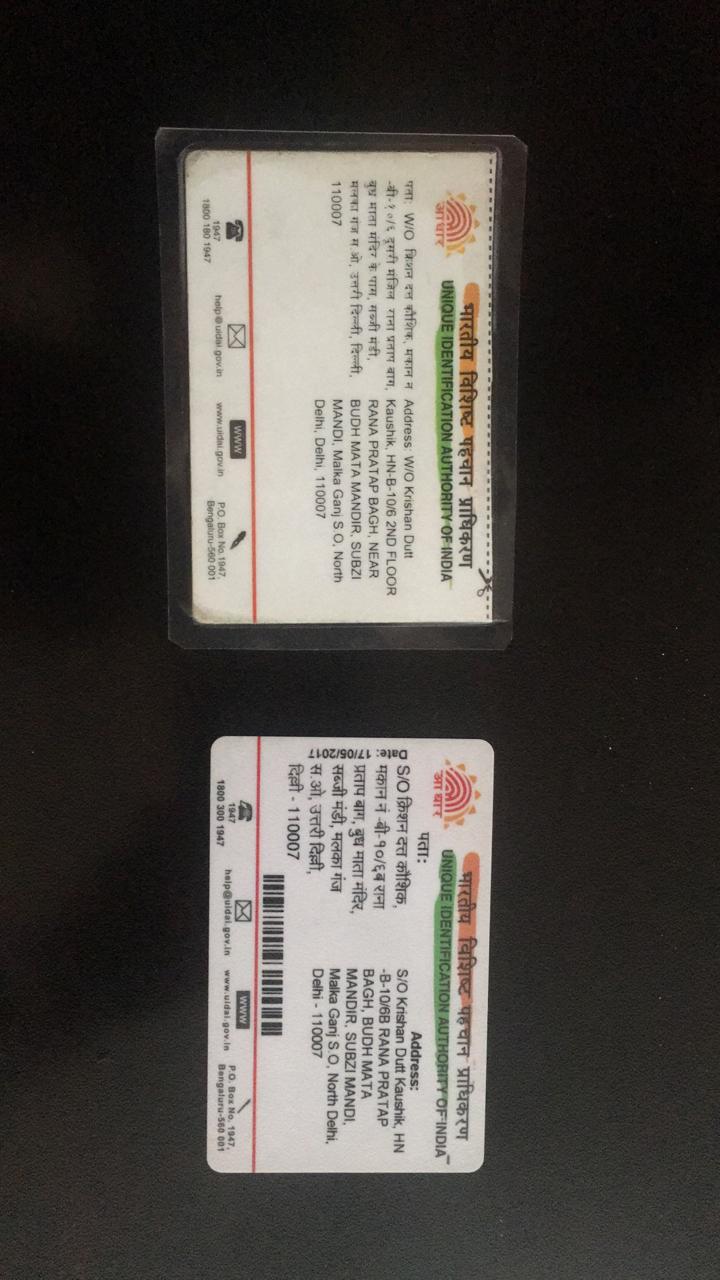 भारतीय विशिष्ट पहचान प्राधिकरण
UNIQUE IDENTIFICATION AUTHORITY OF INDIA
आधार
पता: W/O क्रिशन दत्त कौशिक, मकान न
-बी-१०/६ दूसरी मंजिल राना प्रताप बाग,
बुध माता मंदिर के पास, सब्जी मंडी,
मलका गंज स.ओ, उत्तरी दिल्ली, दिल्ली,
110007
Address: W/O Krishan Dutt
Kaushik, HN-B-10/6 2ND FLOOR
RANA PRATAP BAGH, NEAR
BUDH MATA MANDIR, SUBZI
MANDI, Malka Ganj S.O, North
Delhi, Delhi, 110007
1947
1800 180 1947
help@uidai.gov.in
www
www.uidai.gov.in
P.O. Box No.1947,
Bengaluru-560 001
भारतीय विशिष्ट पहचान प्राधिकरण
UNIQUE IDENTIFICATION AUTHORITY OF INDIA
आधार
Date: 17/05/2017
पता:
S/O क्रिशन दत्त कौशिक,
मकान नं -बी-१०/६ब राना
प्रताप बाग, बुध माता मंदिर,
सब्जी मंडी, मलका गंज
स.ओ, उत्तरी दिल्ली,
दिल्ली - 110007
Address:
S/O Krishan Dutt Kaushik, HN
-B-10/6B RANA PRATAP
BAGH, BUDH MATA
MANDIR, SUBZI MANDI,
Malka Ganj S.O, North Delhi,
Delhi - 110007
1947
1800 300 1947
help@uidai.gov.in
www
www.uidai.gov.in
P.O. Box No. 1947,
Bengaluru-560 001